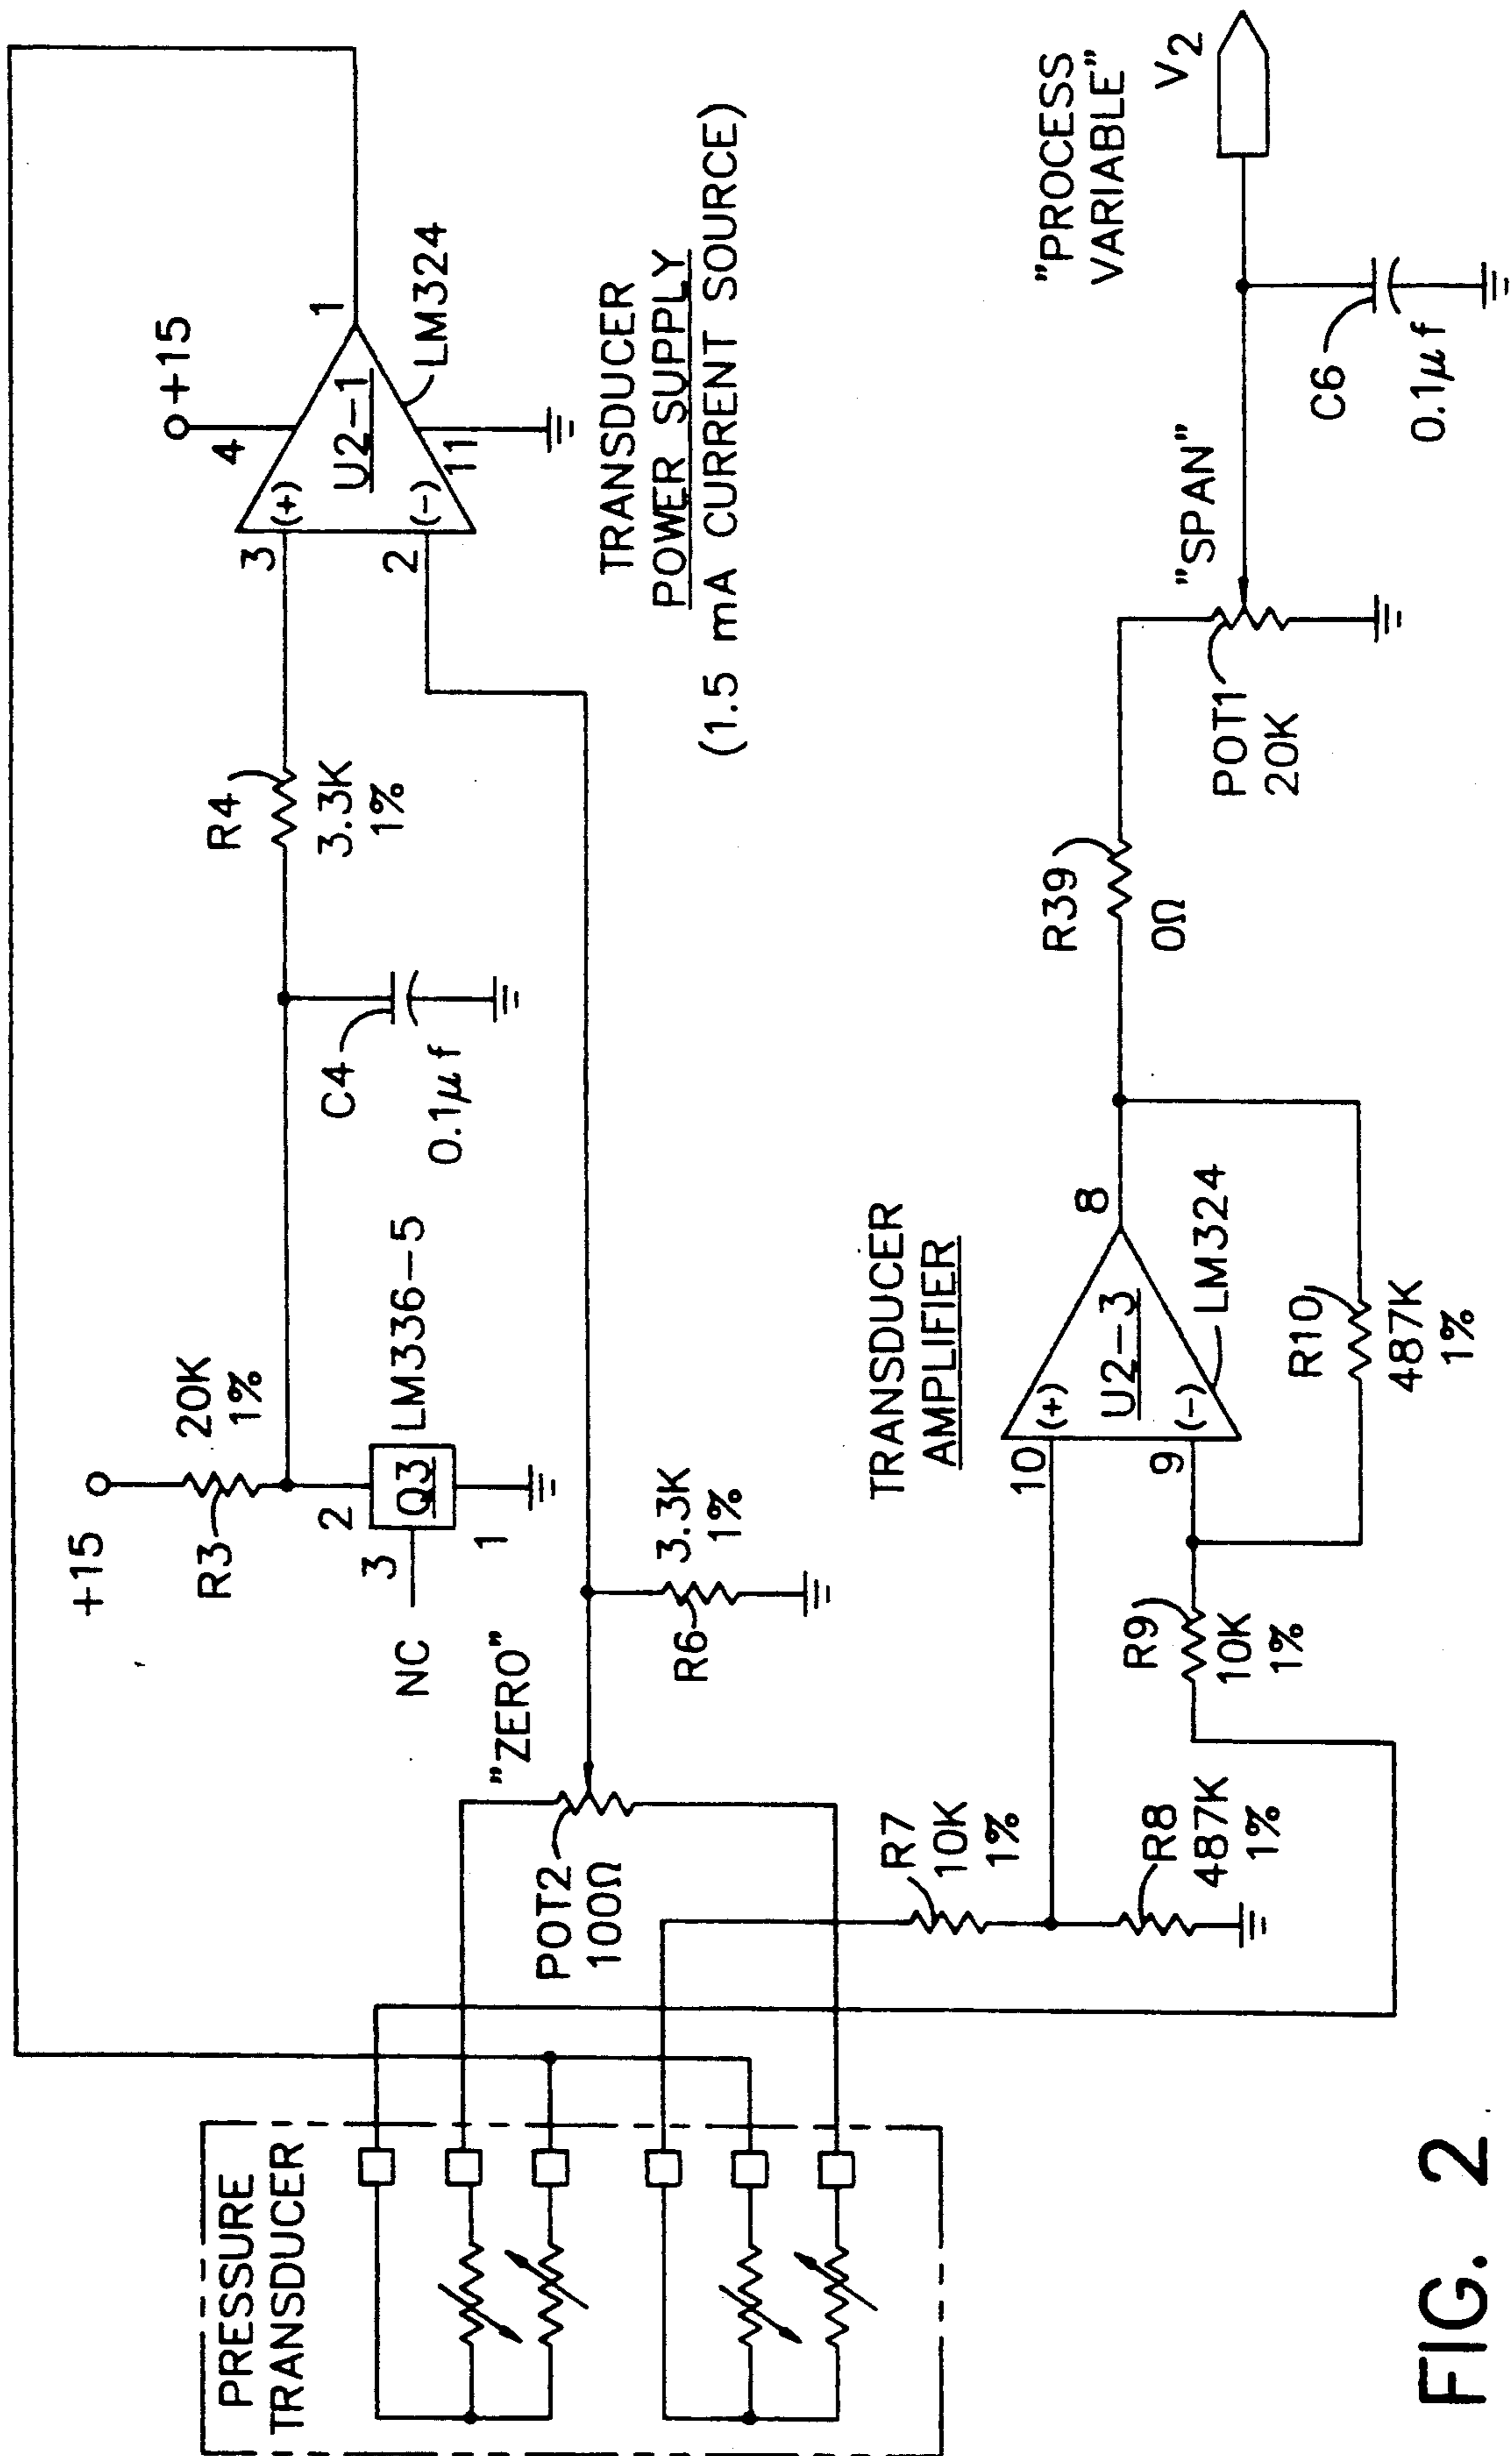 PRESSURE
TRANSDUCER
+15
R3
20K
1%
2
Q3
3
NC
1
LM336-5
C4
0.1μf
R4
3.3K
1%
3
(+)
2
(-)
U2-1
4
+15
11
1
LM324
TRANSDUCER
POWER SUPPLY
(1.5 mA CURRENT SOURCE)
"ZERO"
POT2
100Ω
R6
3.3K
1%
R7
10K
1%
R8
487K
1%
R9
10K
1%
TRANSDUCER
AMPLIFIER
10
(+)
9
(-)
U2-3
8
LM324
R10
487K
1%
R39
0Ω
POT1
20K
"SPAN"
C6
0.1μf
"PROCESS
VARIABLE"
V2
FIG. 2